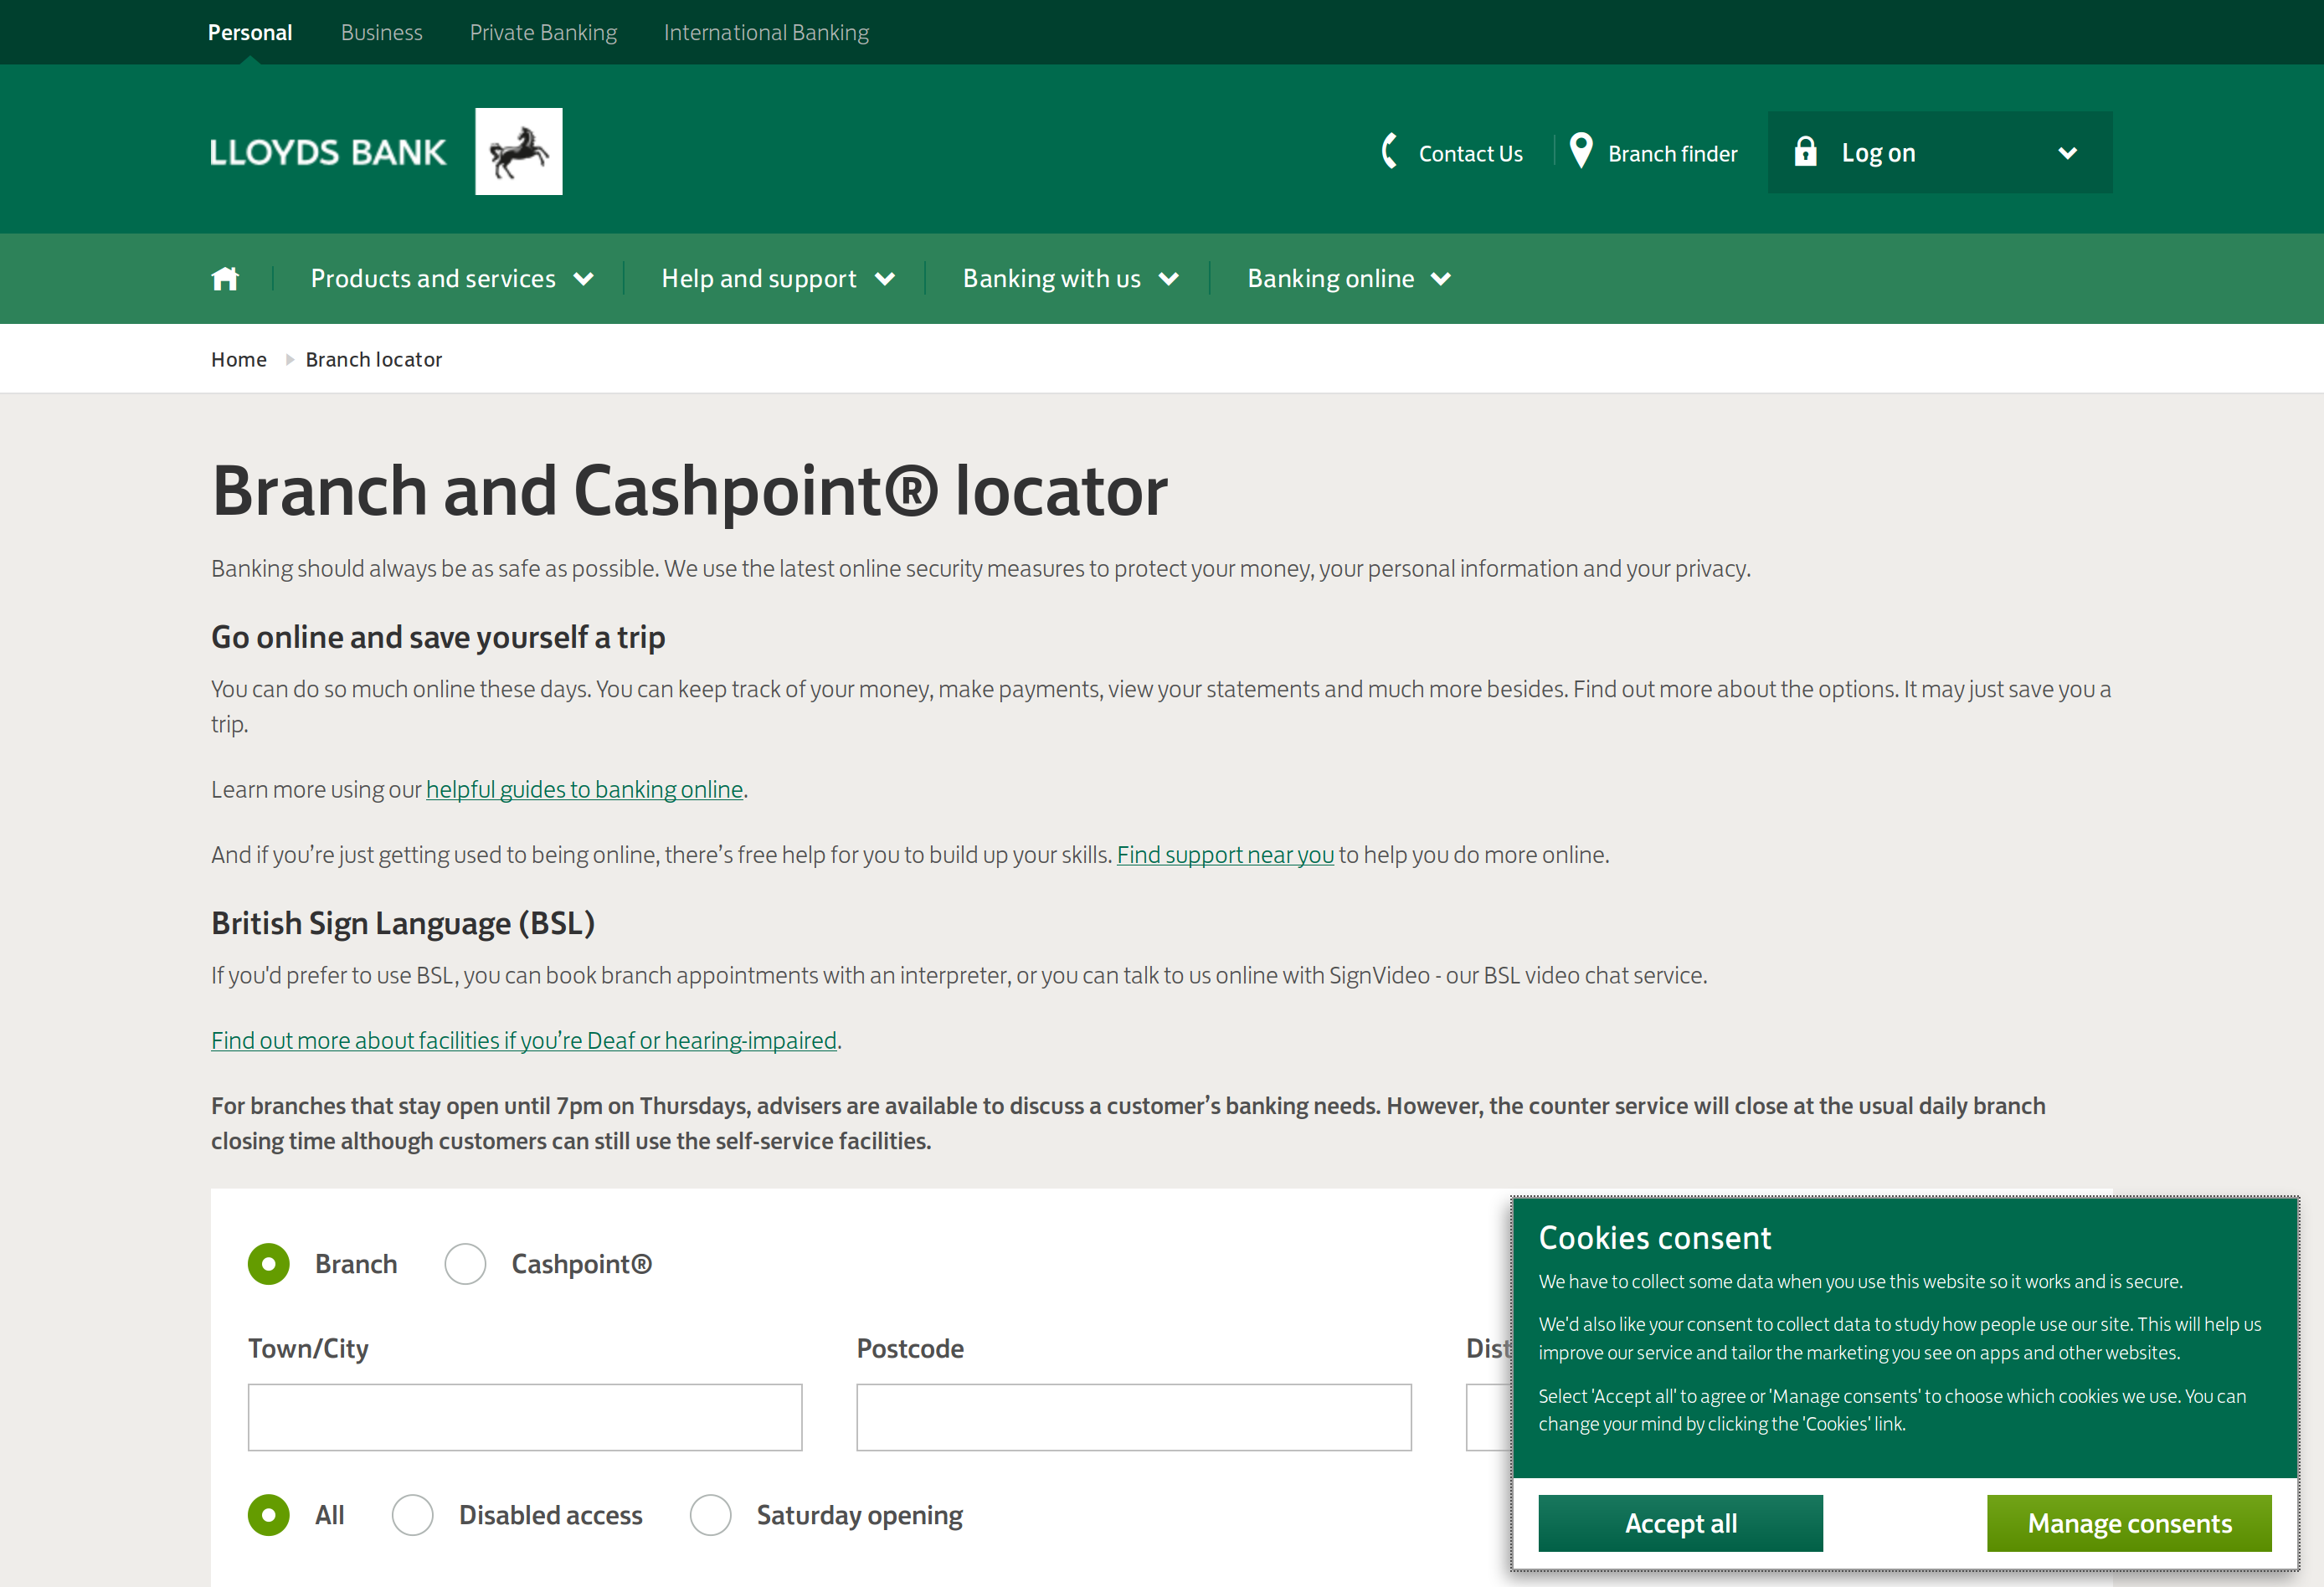 Personal Business Private Banking International Banking
LLOYDS BANK
Contact Us Branch finder Log on
Products and services Help and support Banking with us Banking online
Home Branch locator
Branch and Cashpoint® locator
Banking should always be as safe as possible. We use the latest online security measures to protect your money, your personal information and your privacy.
Go online and save yourself a trip
You can do so much online these days. You can keep track of your money, make payments, view your statements and much more besides. Find out more about the options. It may just save you a
trip.
Learn more using our helpful guides to banking online.
And if you’re just getting used to being online, there’s free help for you to build up your skills. Find support near you to help you do more online.
British Sign Language (BSL)
If you'd prefer to use BSL, you can book branch appointments with an interpreter, or you can talk to us online with SignVideo - our BSL video chat service.
Find out more about facilities if you’re Deaf or hearing-impaired.
For branches that stay open until 7pm on Thursdays, advisers are available to discuss a customer’s banking needs. However, the counter service will close at the usual daily branch
closing time although customers can still use the self-service facilities.
Branch Cashpoint®
Town/City Postcode
All Disabled access Saturday opening
Cookies consent
We have to collect some data when you use this website so it works and is secure.
We'd also like your consent to collect data to study how people use our site. This will help us
improve our service and tailor the marketing you see on apps and other websites.
Select 'Accept all' to agree or 'Manage consents' to choose which cookies we use. You can
change your mind by clicking the 'Cookies' link.
Accept all Manage consents